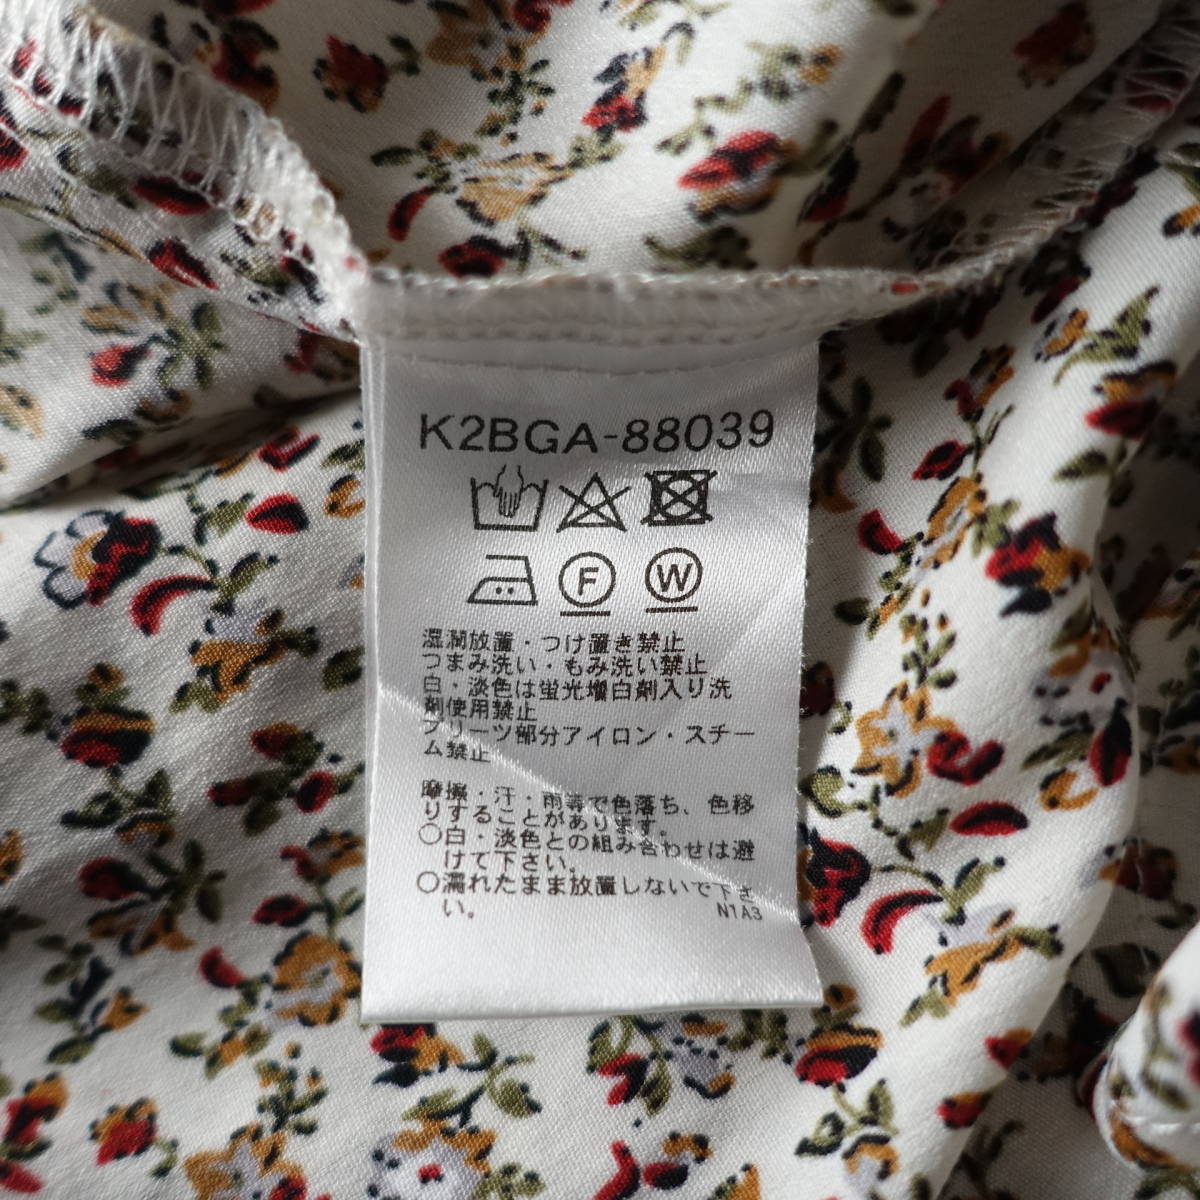 K2BGA-88039
F W
湿潤放置・つけ置き禁止
つまみ洗い・もみ洗い禁止
白・淡色は蛍光増白剤入り洗
剤使用禁止
プリーツ部分アイロン・スチー
ム禁止
摩擦・汗・雨等で色落ち、色移
りすることがあります。
○白・淡色との組み合わせは避
けて下さい。
○濡れたまま放置しないで下さ
い。
N1A3